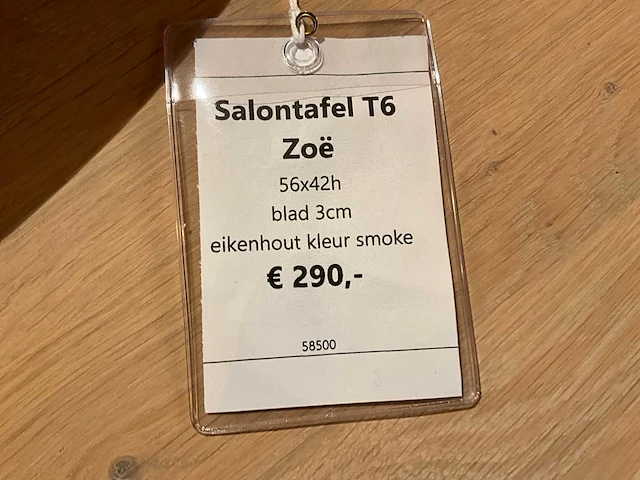 Salontafel T6
Zoë
56x42h
blad 3cm
eikenhout kleur smoke
€ 290,-
58500